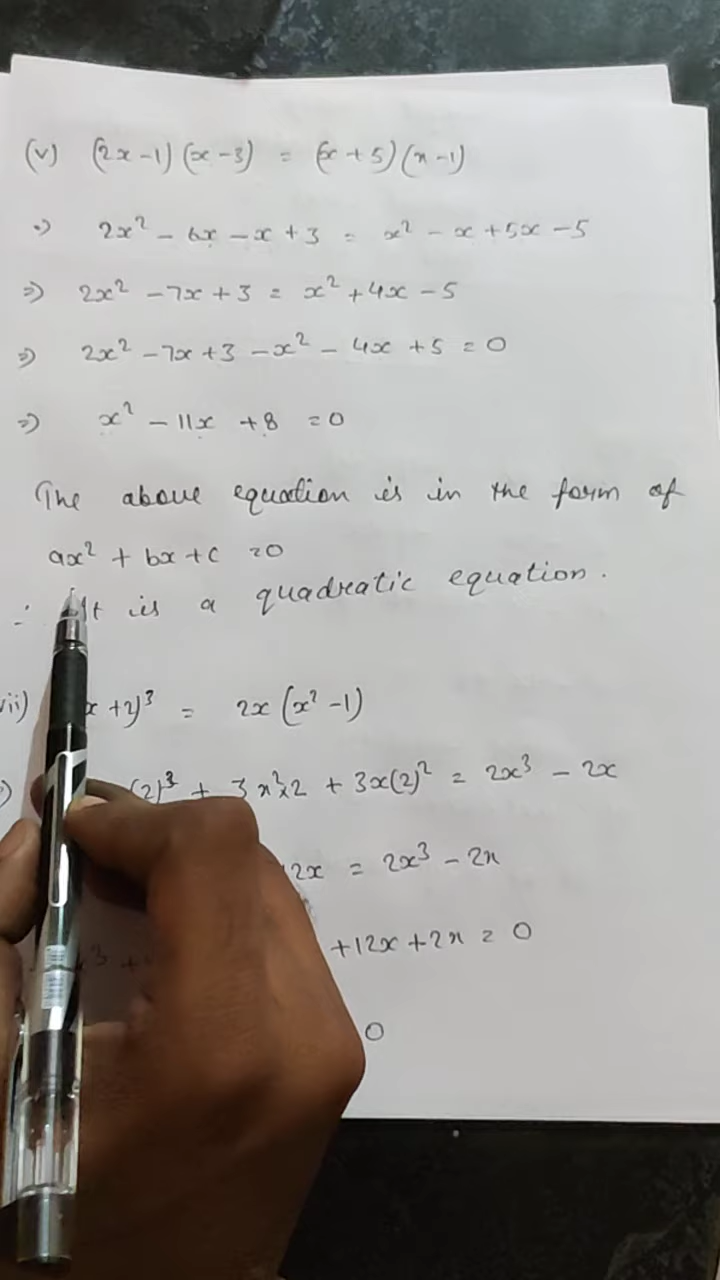 (v) (2x-1)(x-3) = (x+5)(x-1)
⇒ 2x² - 6x - x + 3 = x² - x + 5x - 5
⇒ 2x² - 7x + 3 = x² + 4x - 5
⇒ 2x² - 7x + 3 - x² - 4x + 5 = 0
⇒ x² - 11x + 8 = 0
The above equation is in the form of
ax² + bx + c = 0
∴ It is a quadratic equation.
x + 2)³ = 2x (x² - 1)
(2)³ + 3x²x2 + 3x(2)² = 2x³ - 2x
12x = 2x³ - 2x
+12x + 2x = 0
0